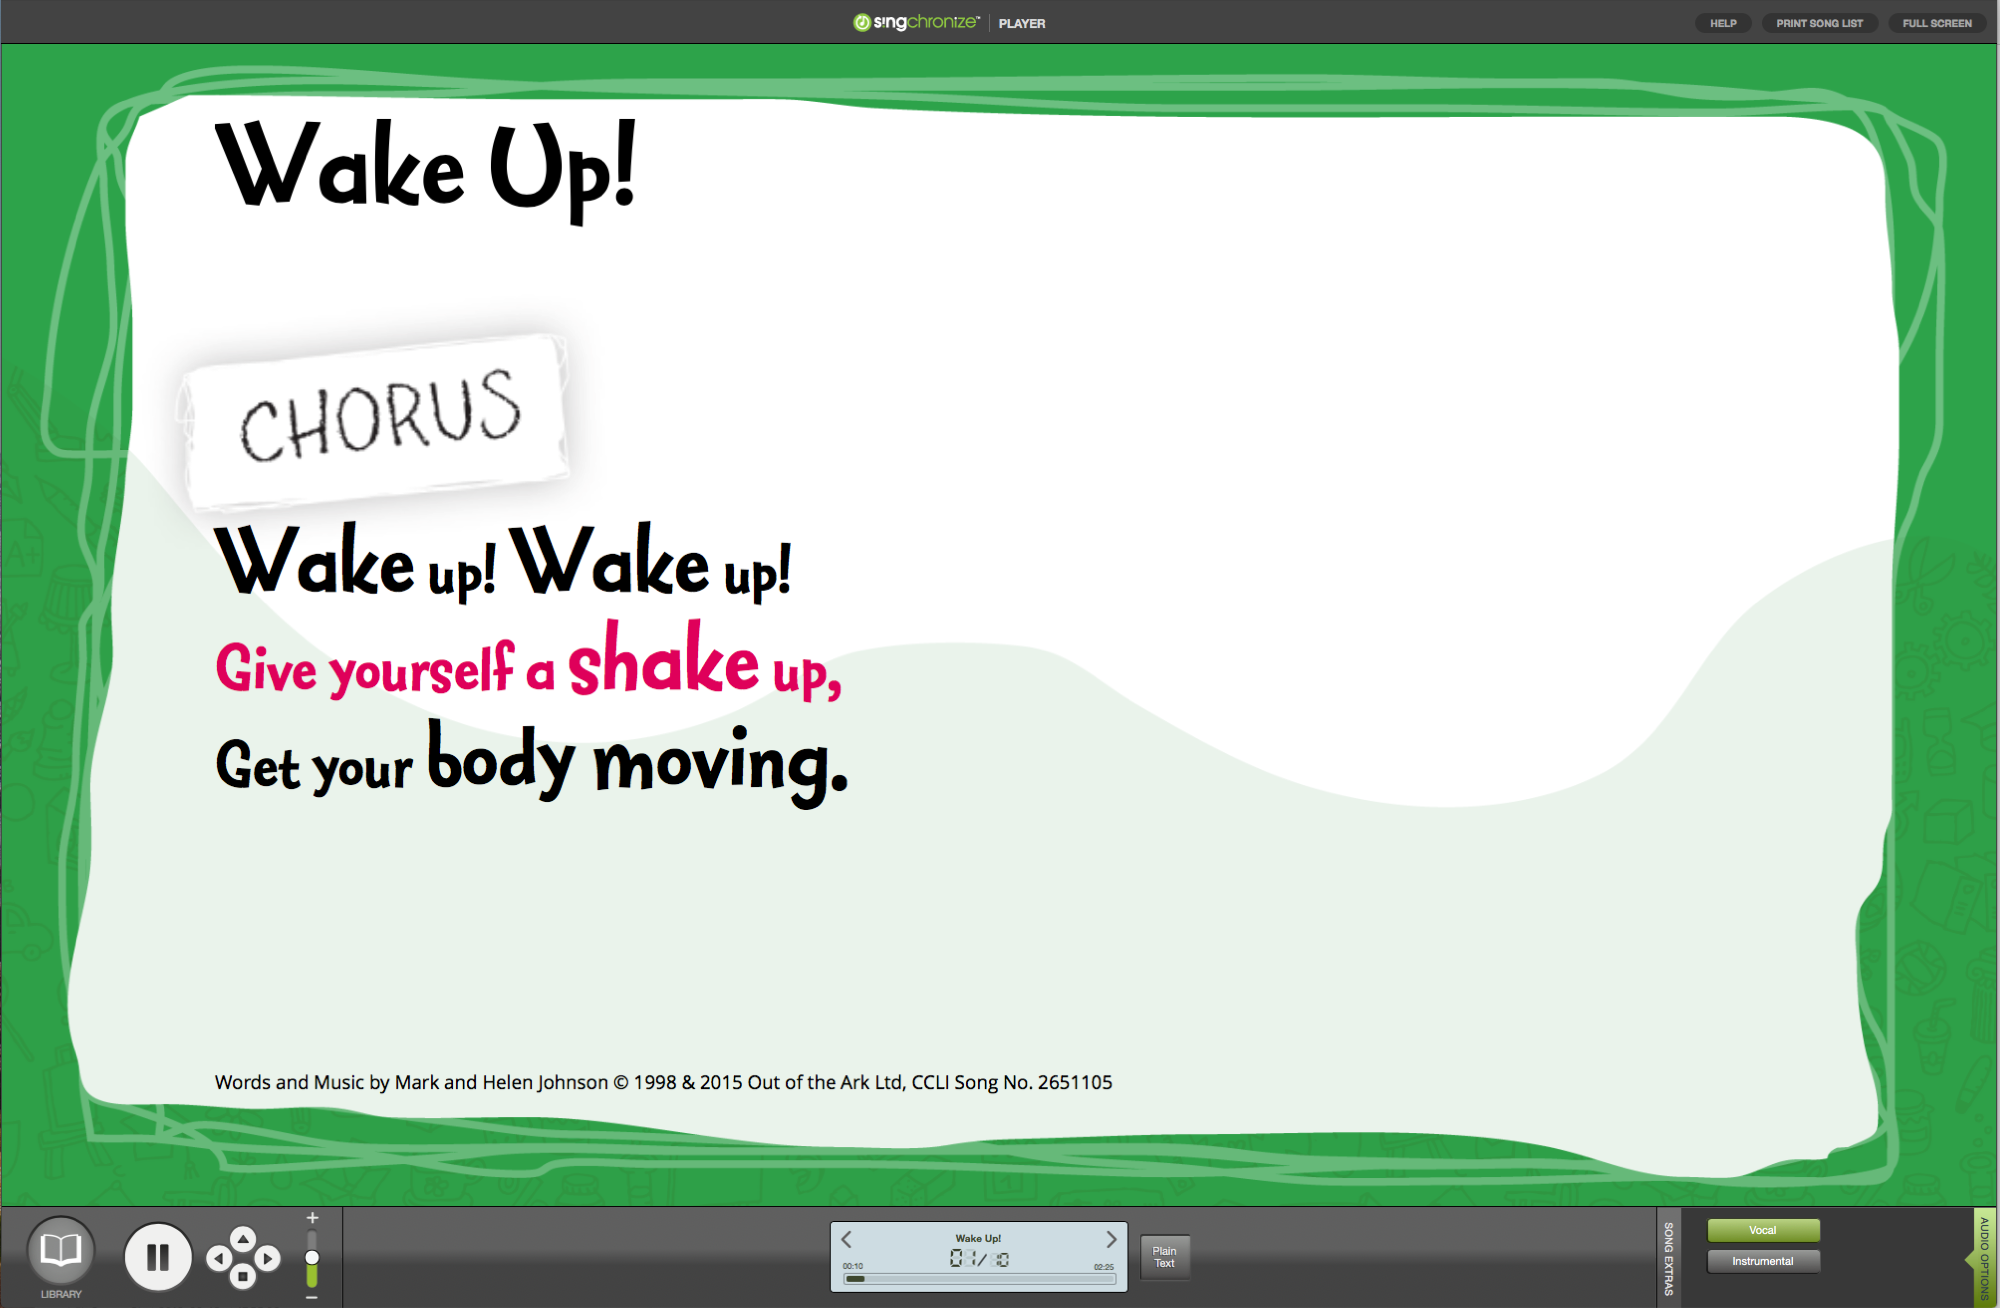 singchronize™ PLAYER
HELP
PRINT SONG LIST
FULL SCREEN
Wake Up!
CHORUS
Wake up! Wake up!
Give yourself a shake up,
Get your body moving.
Words and Music by Mark and Helen Johnson © 1998 & 2015 Out of the Ark Ltd, CCLI Song No. 2651105
LIBRARY
+
−
Wake Up!
01/10
00:10
02:25
Plain
Text
SONG EXTRAS
Vocal
Instrumental
AUDIO OPTIONS